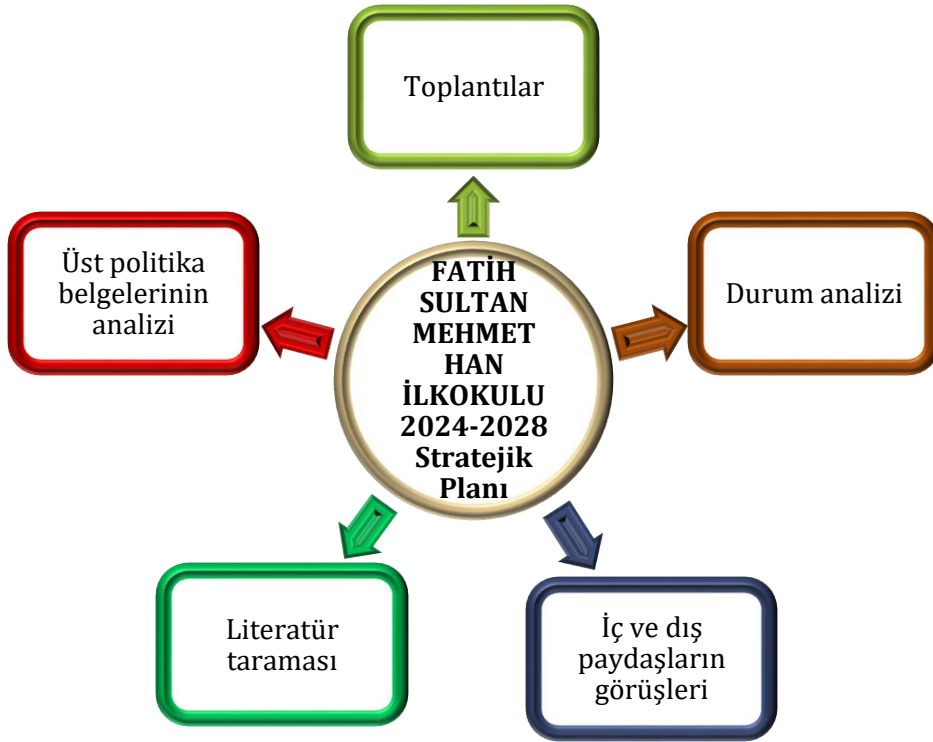 Toplantılar
Üst politika
belgelerinin
analizi
FATİH
SULTAN
MEHMET
HAN
İLKOKULU
2024-2028
Stratejik
Planı
Durum analizi
Literatür
taraması
İç ve dış
paydaşların
görüşleri